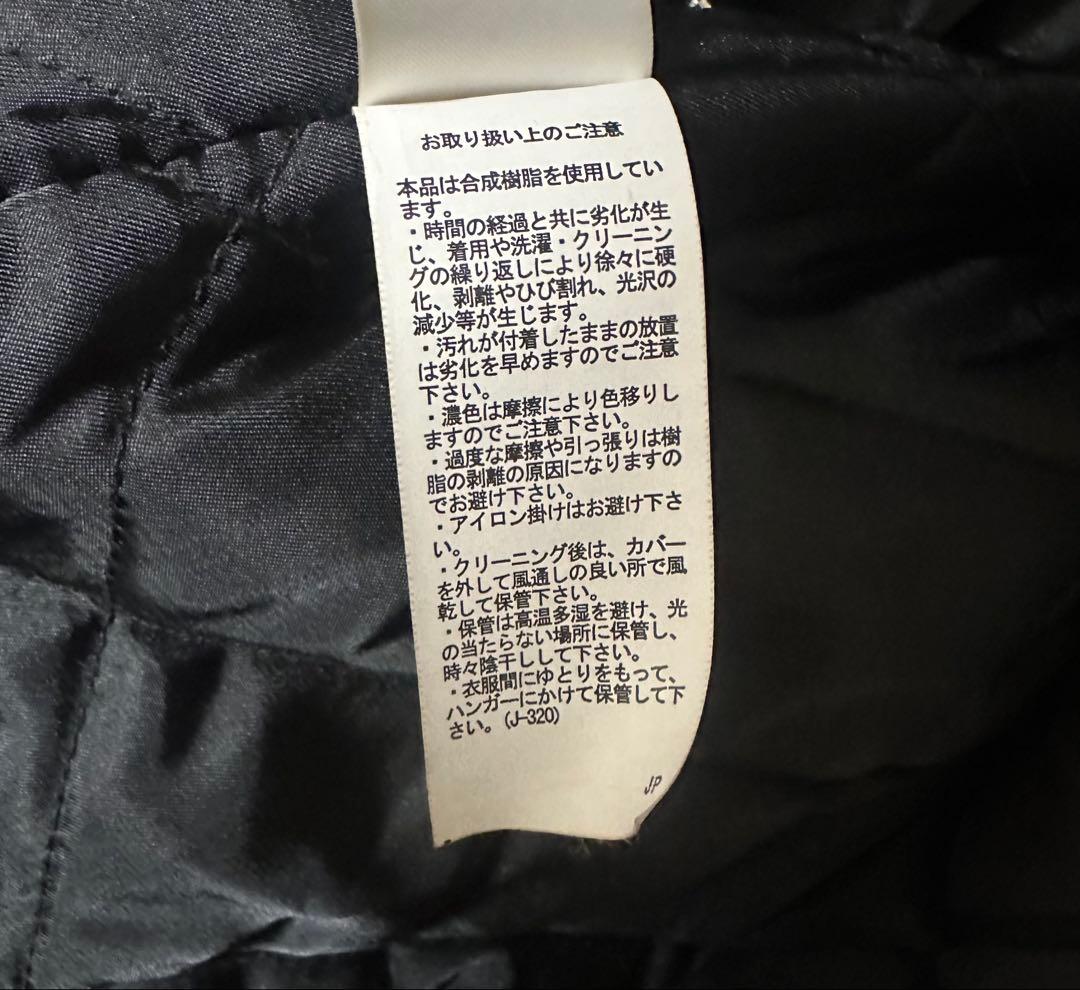 お取り扱い上のご注意
本品は合成樹脂を使用してい
ます。
・時間の経過と共に劣化が生
じ、着用や洗濯・クリーニン
グの繰り返しにより徐々に硬
化、剥離やひび割れ、光沢の
減少等が生じます。
・汚れが付着したままの放置
は劣化を早めますのでご注意
下さい。
・濃色は摩擦により色移りし
ますのでご注意下さい。
・過度な摩擦や引っ張りは樹
脂の剥離の原因になりますの
でお避け下さい。
・アイロン掛けはお避け下さ
い。
・クリーニング後は、カバー
を外して風通しの良い所で風
乾して保管下さい。
・保管は高温多湿を避け、光
の当たらない場所に保管し、
時々陰干しして下さい。
・衣服間にゆとりをもって、
ハンガーにかけて保管して下
さい。(J-320)
JP